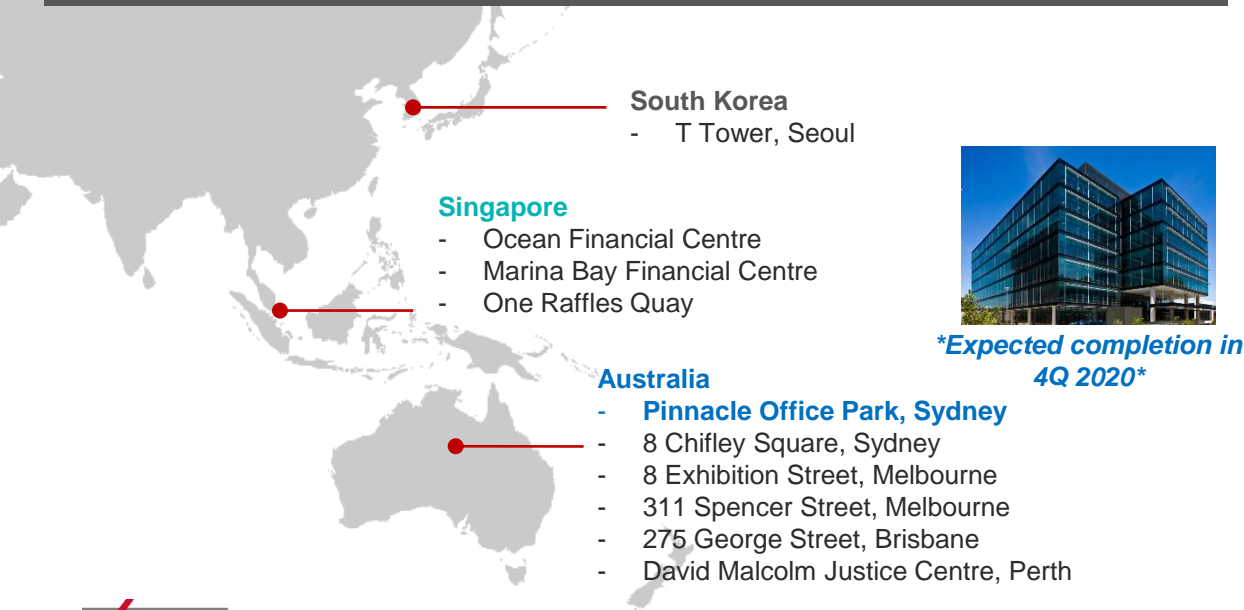 South Korea
- T Tower, Seoul
Singapore
- Ocean Financial Centre
- Marina Bay Financial Centre
- One Raffles Quay
*Expected completion in
4Q 2020*
Australia
- Pinnacle Office Park, Sydney
- 8 Chifley Square, Sydney
- 8 Exhibition Street, Melbourne
- 311 Spencer Street, Melbourne
- 275 George Street, Brisbane
- David Malcolm Justice Centre, Perth